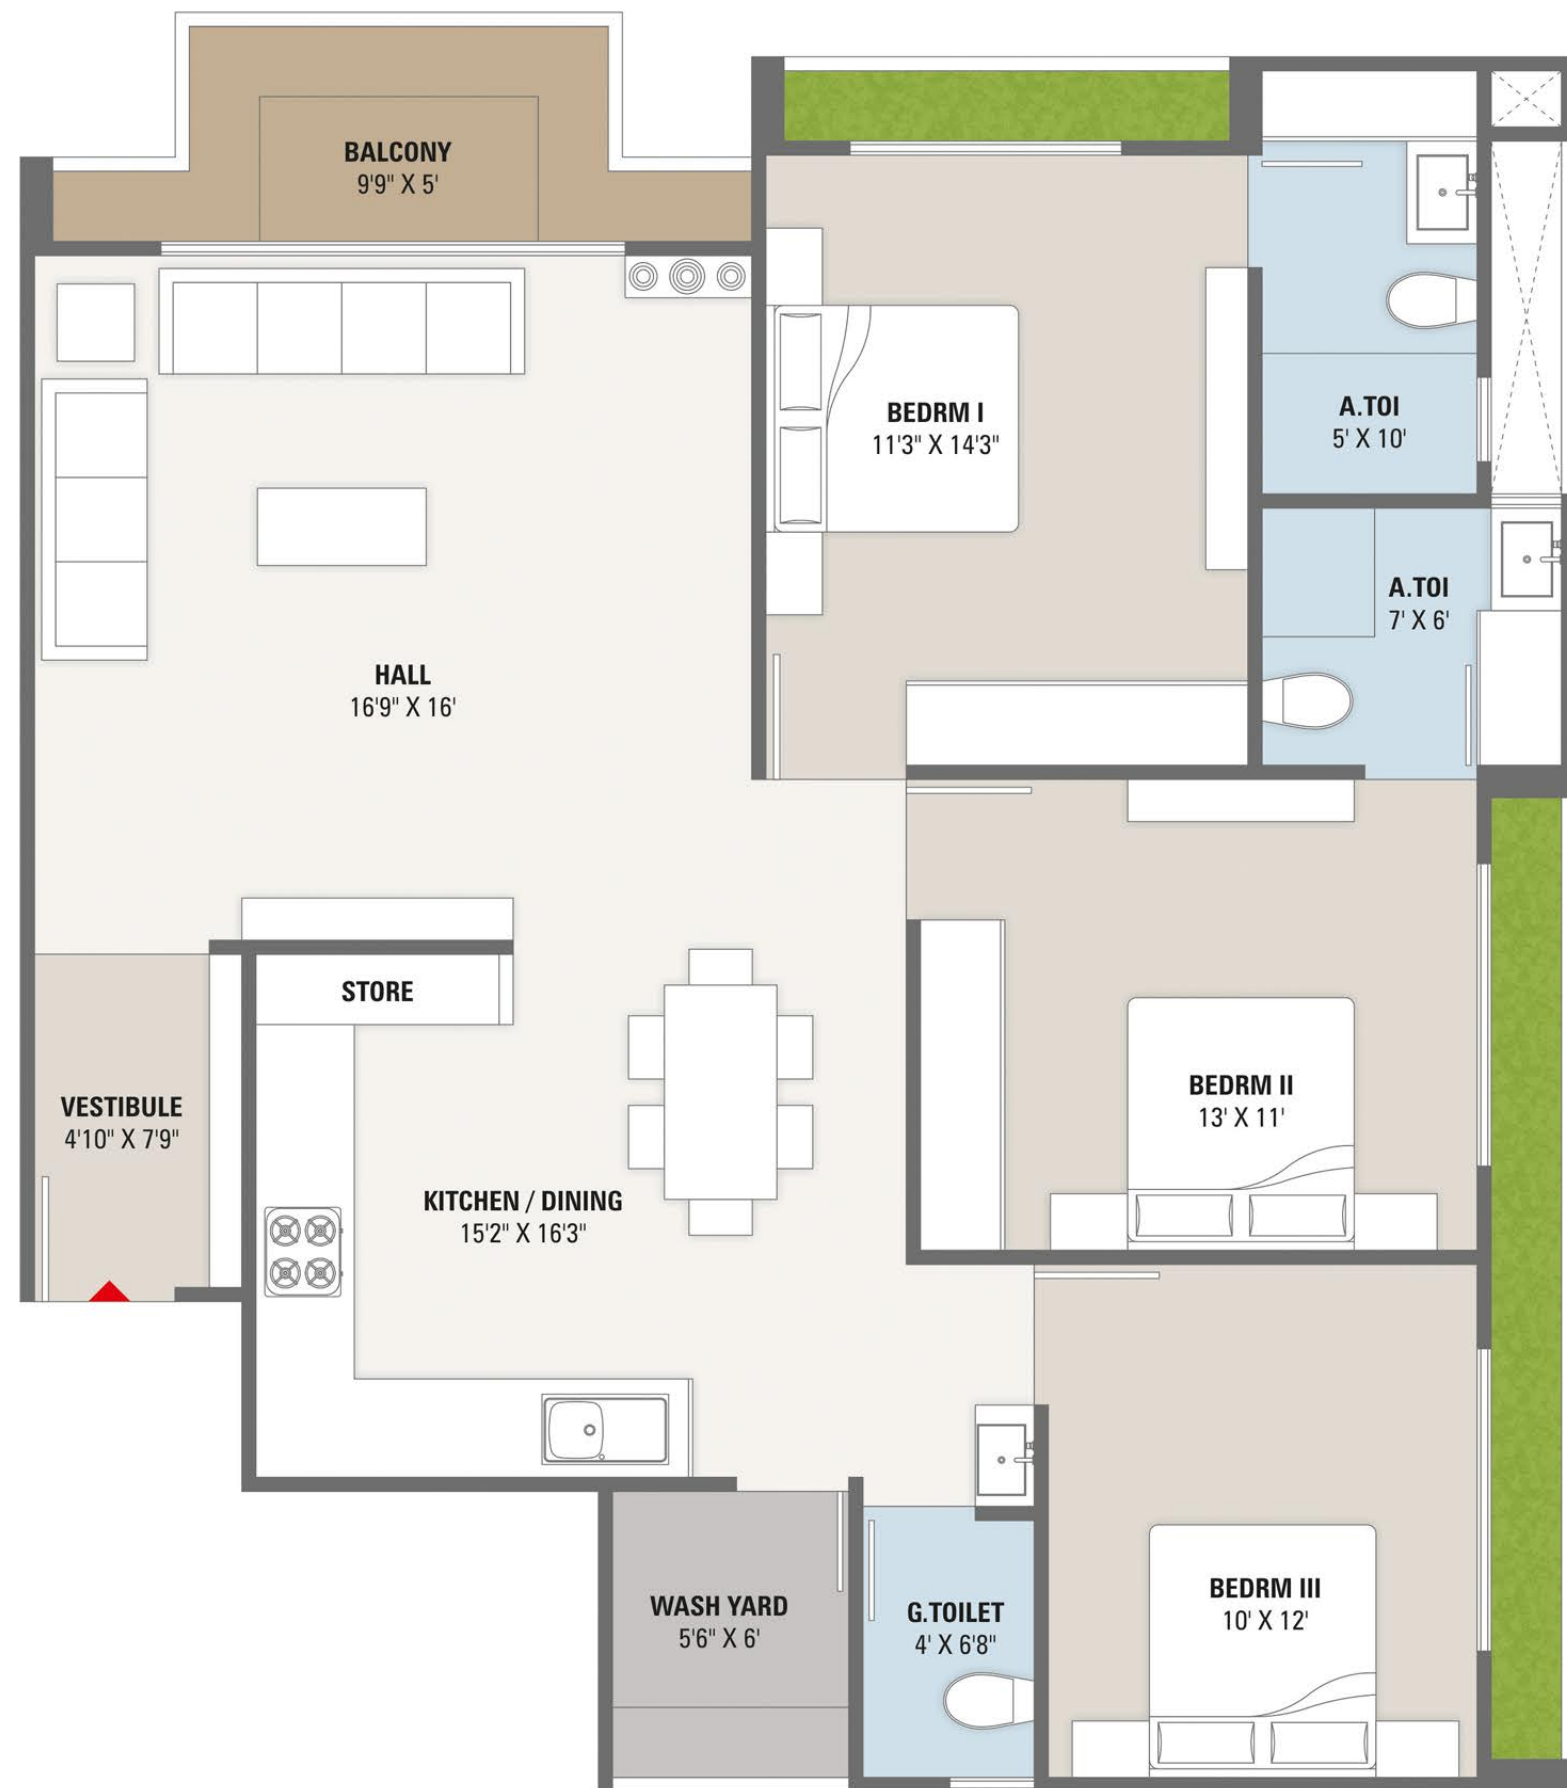 BALCONY
9'9" X 5'
BEDRM I
11'3" X 14'3"
A.TOI
5' X 10'
A.TOI
7' X 6'
HALL
16'9" X 16'
STORE
VESTIBULE
4'10" X 7'9"
KITCHEN / DINING
15'2" X 16'3"
BEDRM II
13' X 11'
WASH YARD
5'6" X 6'
G.TOILET
4' X 6'8"
BEDRM III
10' X 12'